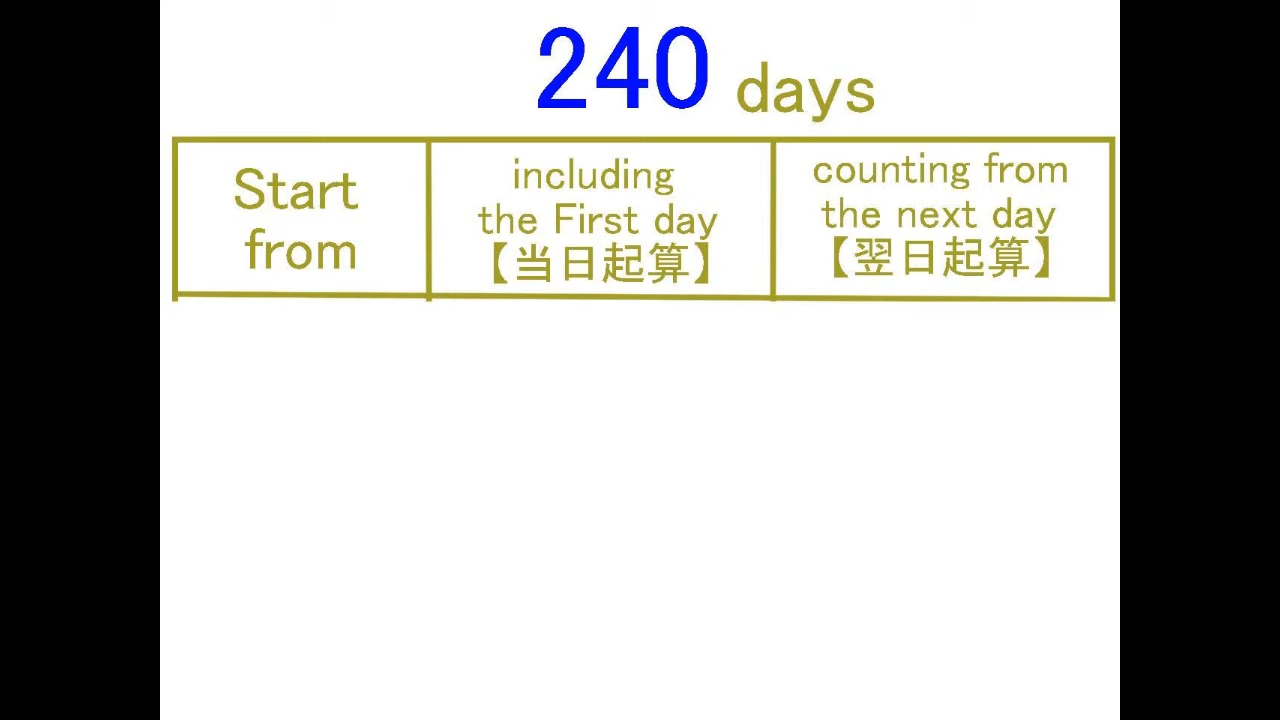 240 days
Start
from
including
the First day
【当日起算】
counting from
the next day
【翌日起算】